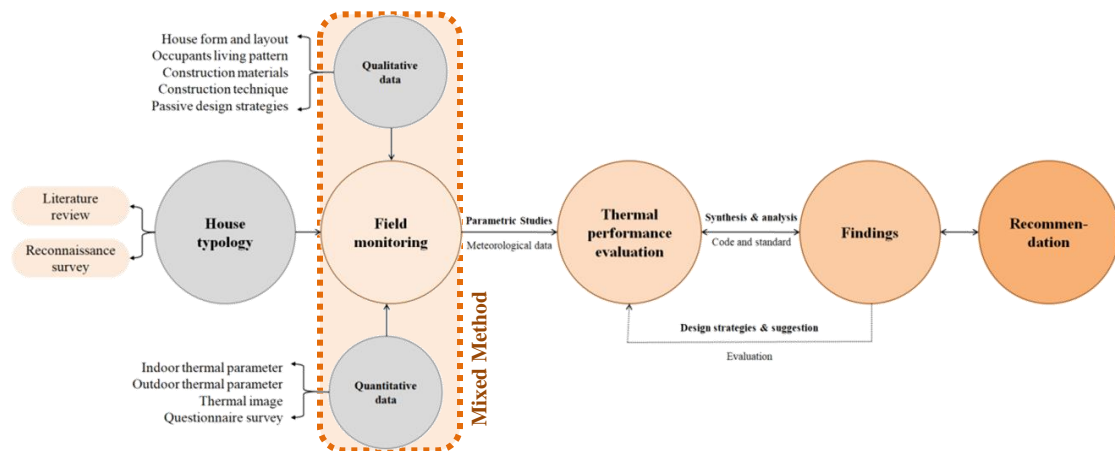 House form and layout
Occupants living pattern
Construction materials
Construction technique
Passive design strategies
Qualitative
data
Literature
review
Reconnaissance
survey
House
typology
Field
monitoring
Parametric Studies
Meteorological data
Thermal
performance
evaluation
Synthesis & analysis
Code and standard
Findings
Recommen-
dation
Design strategies & suggestion
Evaluation
Mixed Method
Indoor thermal parameter
Outdoor thermal parameter
Thermal image
Questionnaire survey
Quantitative
data